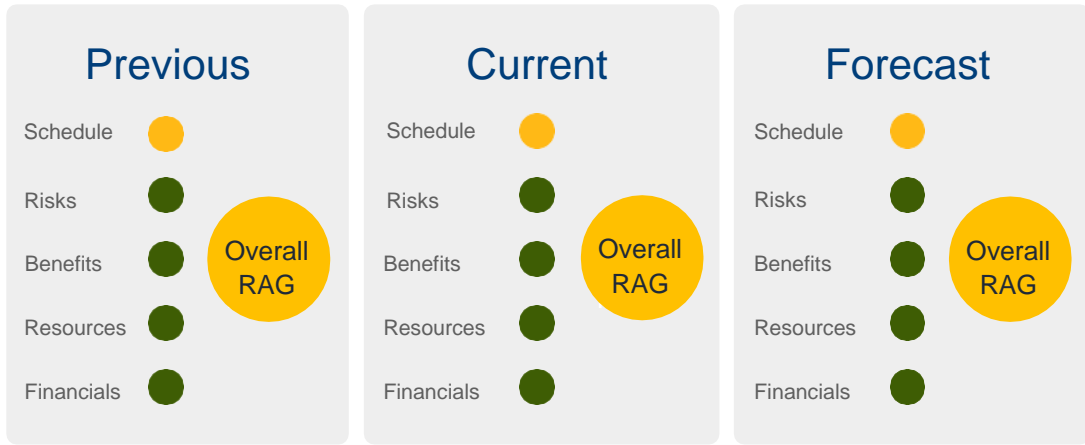 Previous
Schedule
Risks
Benefits
Resources
Financials
Overall
RAG
Current
Schedule
Risks
Benefits
Resources
Financials
Overall
RAG
Forecast
Schedule
Risks
Benefits
Resources
Financials
Overall
RAG